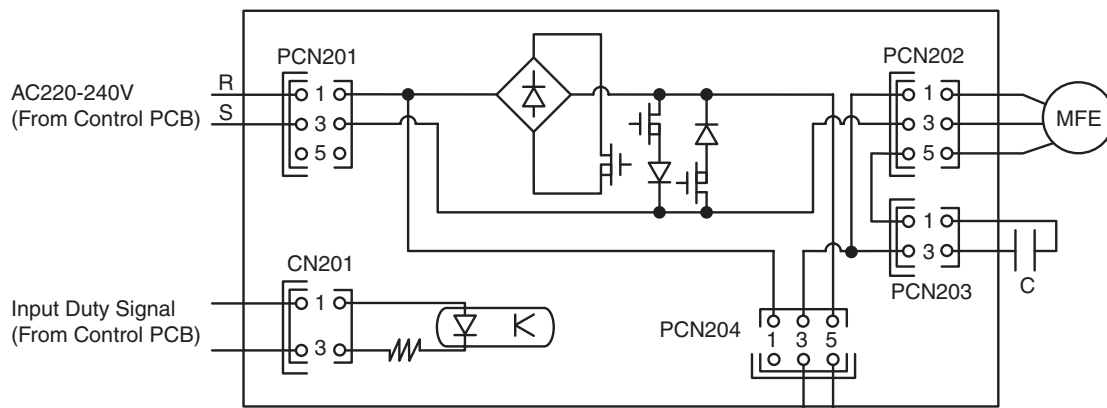 PCN201
PCN202
AC220-240V
(From Control PCB)
R
S
1
3
5
1
3
5
MFE
1
3
PCN203
C
CN201
Input Duty Signal
(From Control PCB)
1
3
PCN204
1
3
5